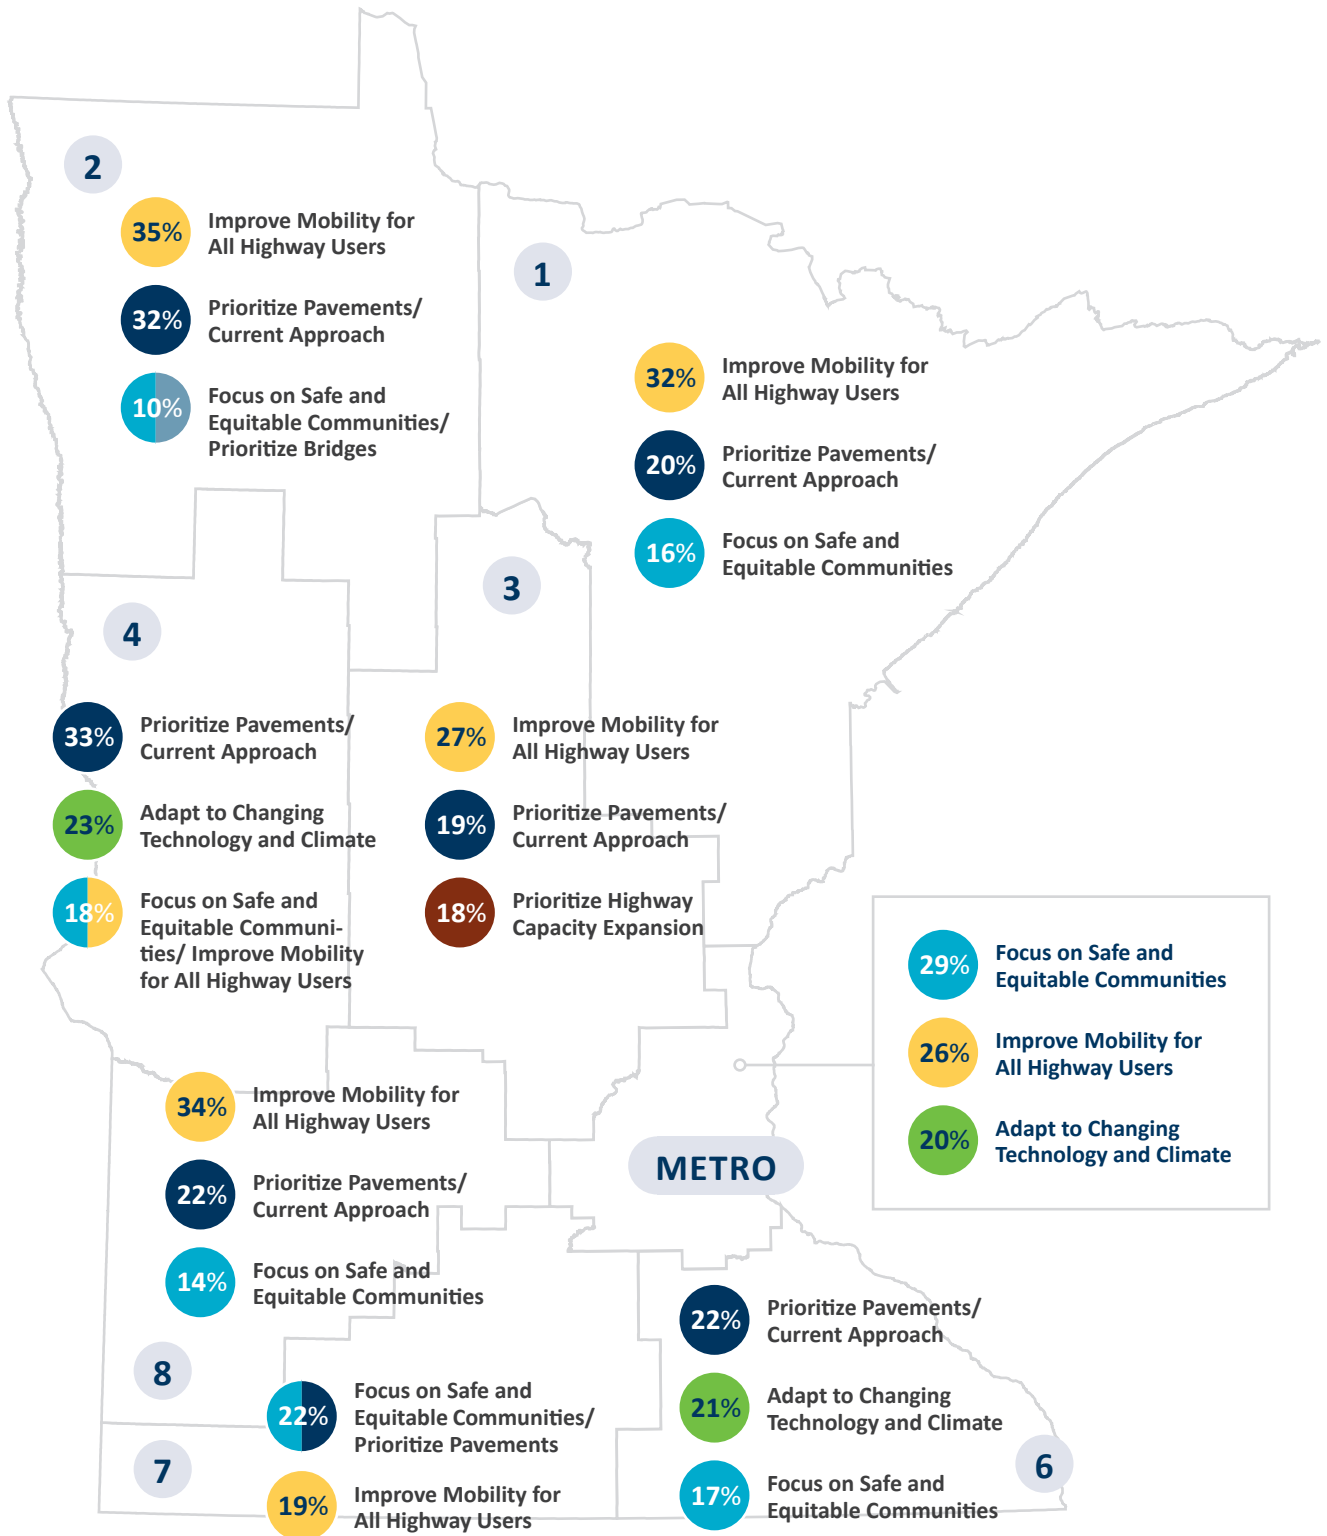 2
35%
Improve Mobility for
All Highway Users
32%
Prioritize Pavements/
Current Approach
10%
Focus on Safe and
Equitable Communities/
Prioritize Bridges
1
32%
Improve Mobility for
All Highway Users
20%
Prioritize Pavements/
Current Approach
16%
Focus on Safe and
Equitable Communities
4
33%
Prioritize Pavements/
Current Approach
23%
Adapt to Changing
Technology and Climate
18%
Focus on Safe and
Equitable Communi-
ties/ Improve Mobility
for All Highway Users
3
27%
Improve Mobility for
All Highway Users
19%
Prioritize Pavements/
Current Approach
18%
Prioritize Highway
Capacity Expansion
29%
Focus on Safe and
Equitable Communities
26%
Improve Mobility for
All Highway Users
20%
Adapt to Changing
Technology and Climate
METRO
34%
Improve Mobility for
All Highway Users
22%
Prioritize Pavements/
Current Approach
14%
Focus on Safe and
Equitable Communities
8
7
22%
Focus on Safe and
Equitable Communities/
Prioritize Pavements
19%
Improve Mobility for
All Highway Users
22%
Prioritize Pavements/
Current Approach
21%
Adapt to Changing
Technology and Climate
17%
Focus on Safe and
Equitable Communities
6